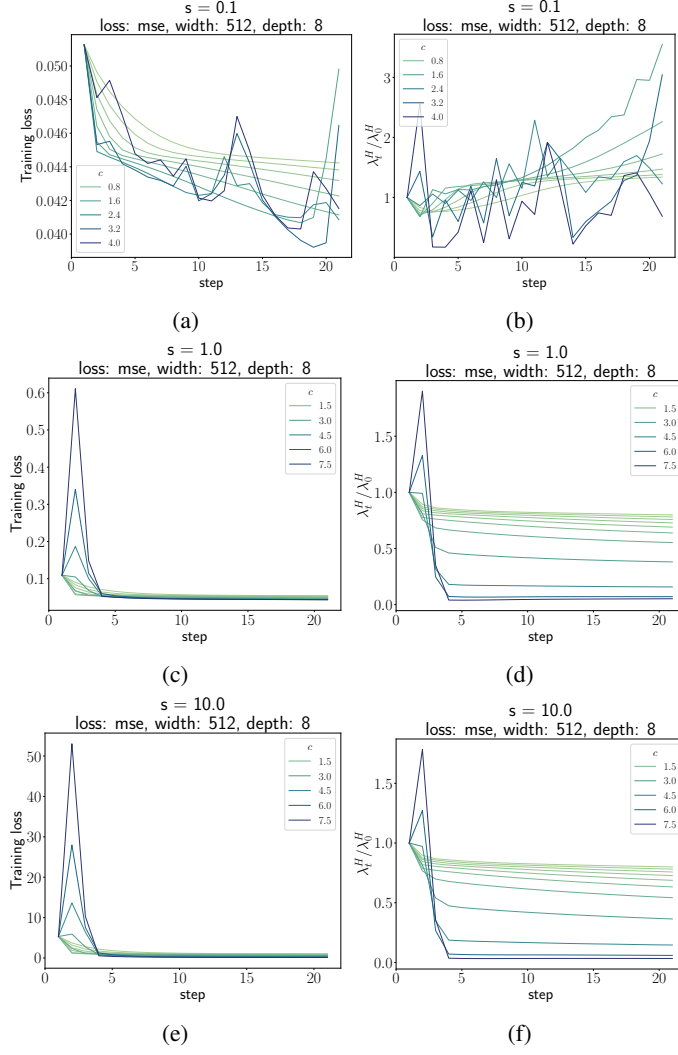 s = 0.1
loss: mse, width: 512, depth: 8
Training loss
0.050
0.048
0.046
0.044
0.042
0.040
c
0.8
1.6
2.4
3.2
4.0
0 5 10 15 20
step
(a)
s = 0.1
loss: mse, width: 512, depth: 8
λ_t^H/λ_0^H
3
2
1
c
0.8
1.6
2.4
3.2
4.0
0 5 10 15 20
step
(b)
s = 1.0
loss: mse, width: 512, depth: 8
Training loss
0.6
0.5
0.4
0.3
0.2
0.1
c
1.5
3.0
4.5
6.0
7.5
0 5 10 15 20
step
(c)
s = 1.0
loss: mse, width: 512, depth: 8
λ_t^H/λ_0^H
1.5
1.0
0.5
0.0
c
1.5
3.0
4.5
6.0
7.5
0 5 10 15 20
step
(d)
s = 10.0
loss: mse, width: 512, depth: 8
Training loss
50
40
30
20
10
0
c
1.5
3.0
4.5
6.0
7.5
0 5 10 15 20
step
(e)
s = 10.0
loss: mse, width: 512, depth: 8
λ_t^H/λ_0^H
1.5
1.0
0.5
0.0
c
1.5
3.0
4.5
6.0
7.5
0 5 10 15 20
step
(f)